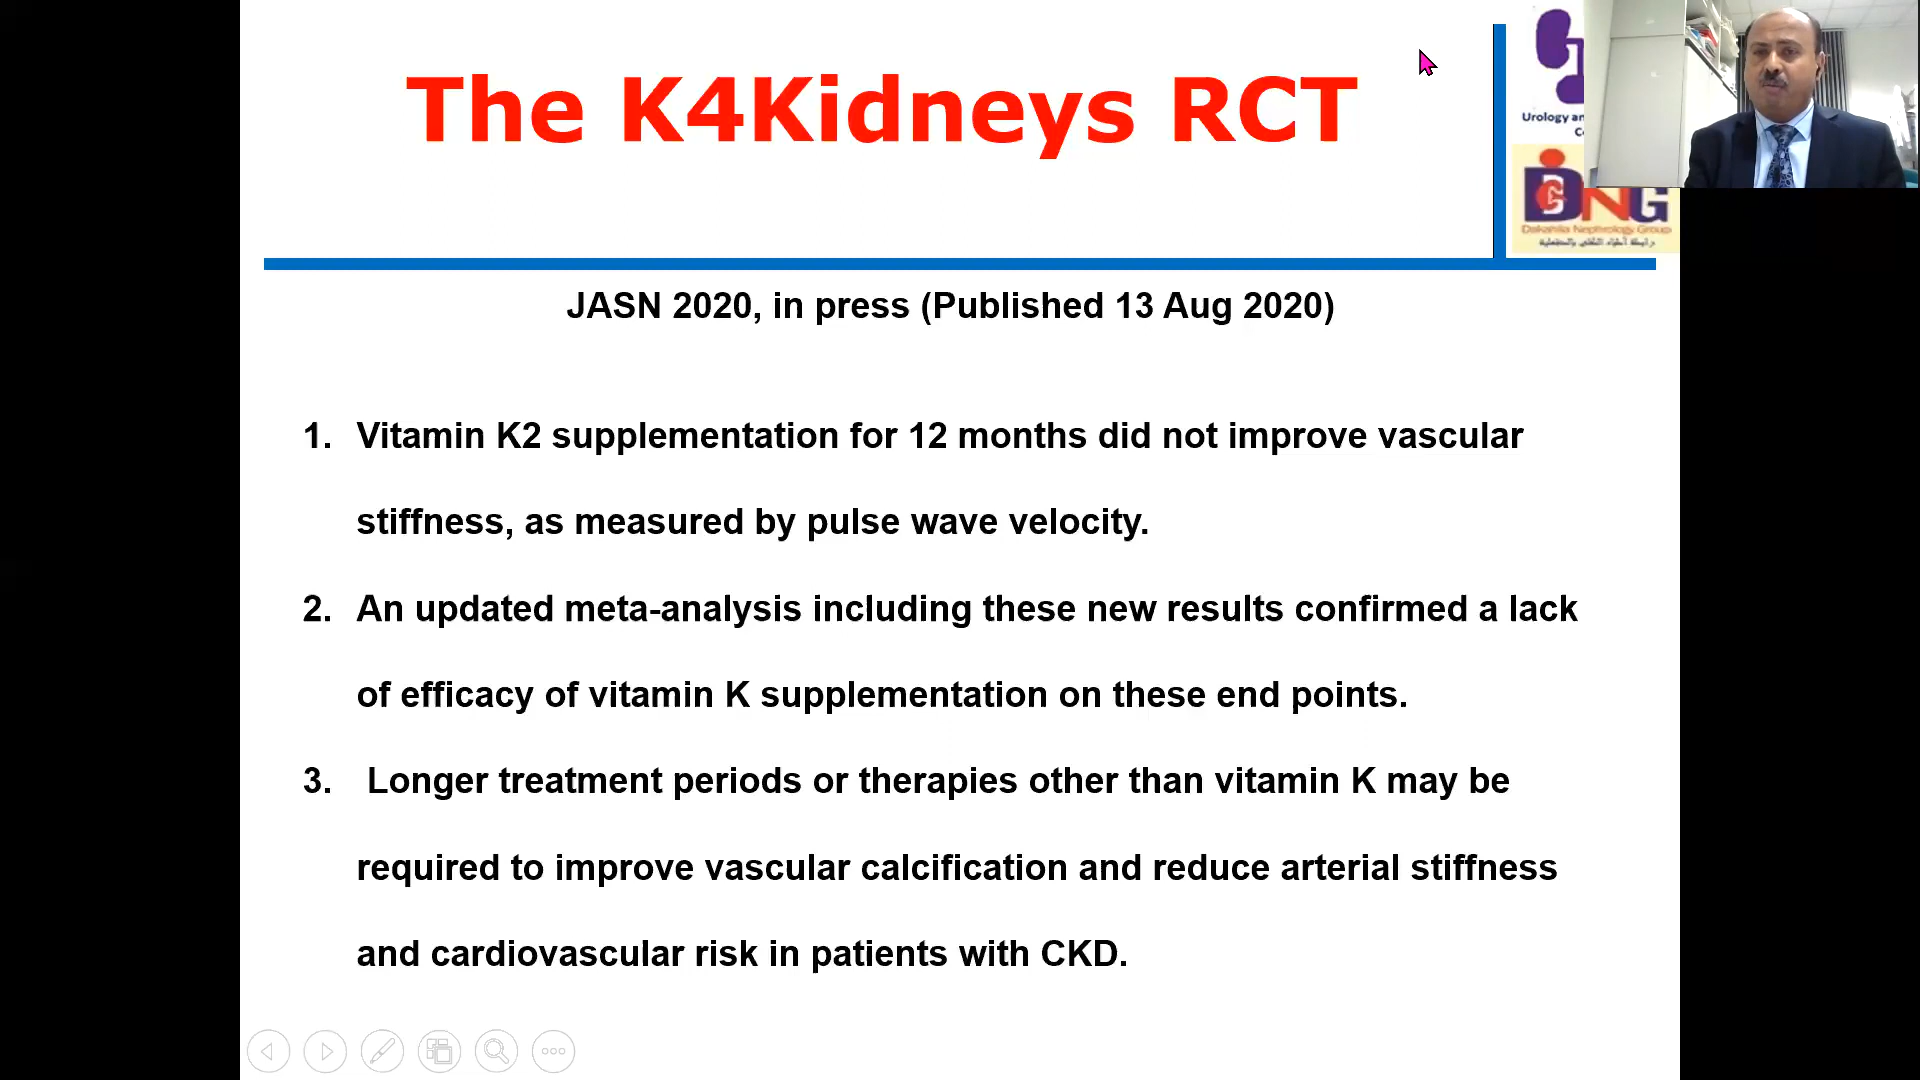 The K4Kidneys RCT
Urology an
C
DNG
Dakahlia Nephrology Group
JASN 2020, in press (Published 13 Aug 2020)
1. Vitamin K2 supplementation for 12 months did not improve vascular
stiffness, as measured by pulse wave velocity.
2. An updated meta-analysis including these new results confirmed a lack
of efficacy of vitamin K supplementation on these end points.
3. Longer treatment periods or therapies other than vitamin K may be
required to improve vascular calcification and reduce arterial stiffness
and cardiovascular risk in patients with CKD.